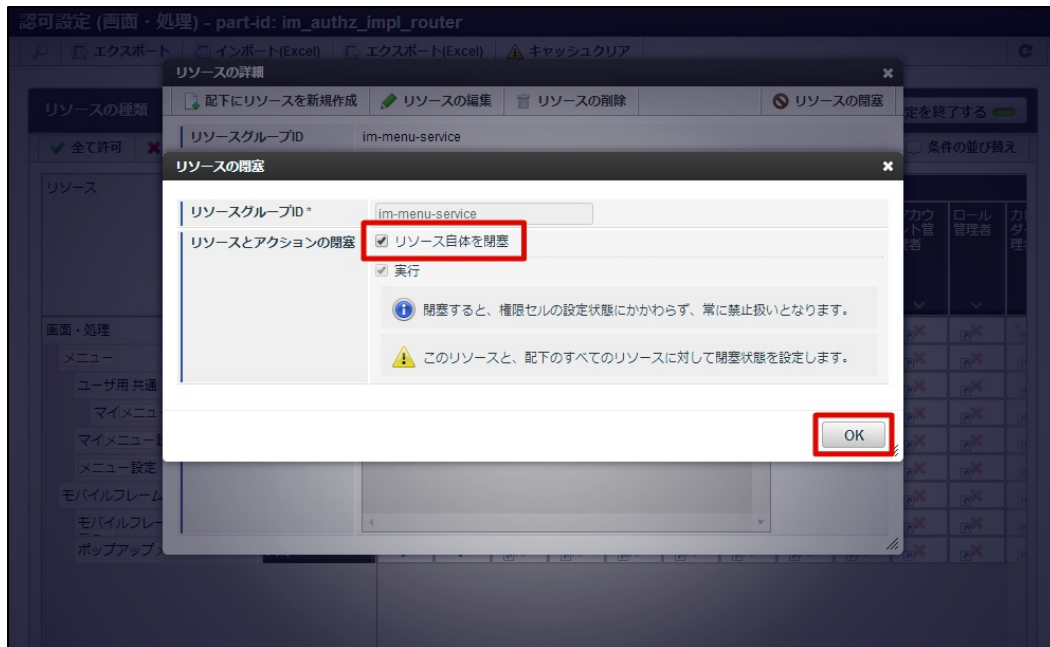 認可設定 (画面・処理) - part-id: im_authz_impl_router
エクスポート インポート(Excel) エクスポート(Excel) キャッシュクリア
リソースの詳細
リソースの種類 配下にリソースを新規作成 リソースの編集 リソースの削除 リソースの閉塞 定を終了する
リソースグループID im-menu-service
全て許可 条件の並び替え
リソースの閉塞
リソース
リソースグループID* im-menu-service
リソースとアクションの閉塞 リソース自体を閉塞
ロール管理者
実行
閉塞すると、権限セルの設定状態にかかわらず、常に禁止扱いとなります。
画面・処理
このリソースと、配下のすべてのリソースに対して閉塞状態を設定します。
メニュー
ユーザ用 共通
マイメニュー
マイメニュー
OK
メニュー設定
モバイルフレーム
モバイルフレー
ポップアップ